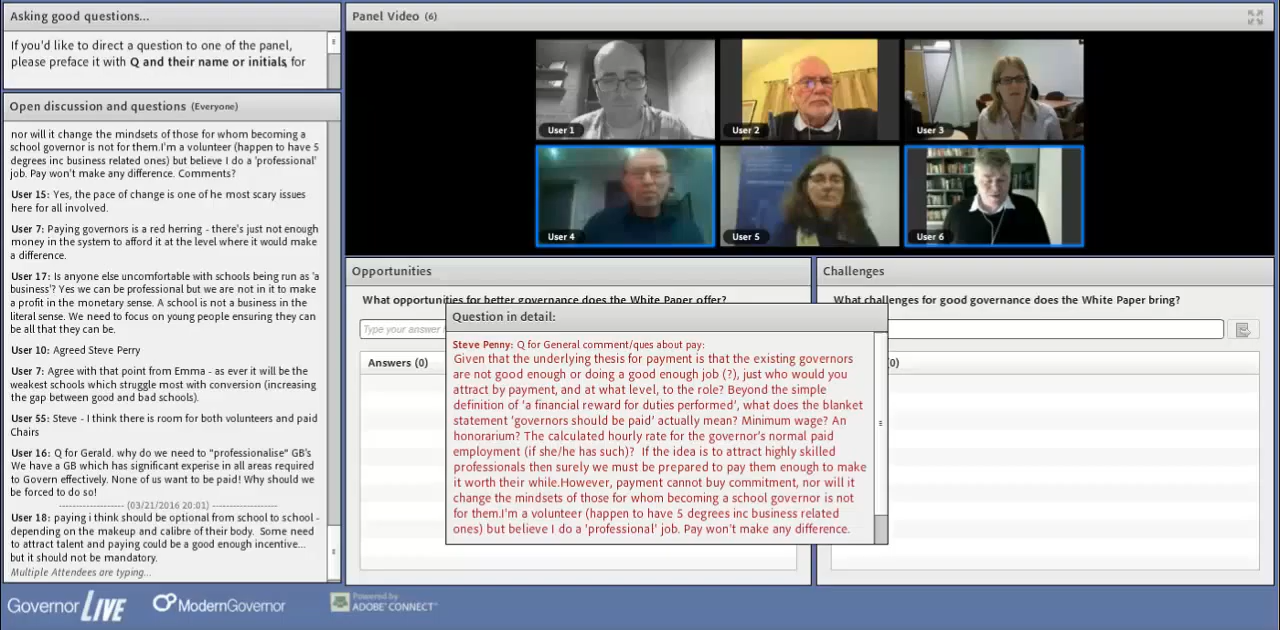 Asking good questions...
If you'd like to direct a question to one of the panel,
please preface it with Q and their name or initials, for
Open discussion and questions (Everyone)
nor will it change the mindsets of those for whom becoming a
school governor is not for them.I'm a volunteer (happen to have 5
degrees inc business related ones) but believe I do a 'professional'
job. Pay won't make any difference. Comments?
User 15: Yes, the pace of change is one of he most scary issues
here for all involved.
User 7: Paying governors is a red herring - there's just not enough
money in the system to afford it at the level where it would make
a difference.
User 17: Is anyone else uncomfortable with schools being run as 'a
business'? Yes we can be professional but we are not in it to make
a profit in the monetary sense. A school is not a business in the
literal sense. We need to focus on young people ensuring they can
be all that they can be.
User 10: Agreed Steve Perry
User 7: Agree with that point from Emma - as ever it will be the
weakest schools which struggle most with conversion (increasing
the gap between good and bad schools).
User 55: Steve - I think there is room for both volunteers and paid
Chairs
User 16: Q for Gerald. why do we need to "professionalise" GB's
We have a GB which has significant experise in all areas required
to Govern effectively. None of us want to be paid! Why should we
be forced to do so!
(03/21/2016 20:01)
User 18: paying i think should be optional from school to school -
depending on the makeup and calibre of their body. Some need
to attract talent and paying could be a good enough incentive...
but it should not be mandatory.
Multiple Attendees are typing...
Panel Video (6)
User 1
User 2
User 3
User 4
User 5
User 6
Opportunities
What opportunities for better governance does the White Paper offer?
Type your answer
Answers (0)
Challenges
What challenges for good governance does the White Paper bring?
(0)
Question in detail:
Steve Penny: Q for General comment/ques about pay:
Given that the underlying thesis for payment is that the existing governors
are not good enough or doing a good enough job (?), just who would you
attract by payment, and at what level, to the role? Beyond the simple
definition of 'a financial reward for duties performed', what does the blanket
statement 'governors should be paid' actually mean? Minimum wage? An
honorarium? The calculated hourly rate for the governor's normal paid
employment (if she/he has such)? If the idea is to attract highly skilled
professionals then surely we must be prepared to pay them enough to make
it worth their while.However, payment cannot buy commitment, nor will it
change the mindsets of those for whom becoming a school governor is not
for them.I'm a volunteer (happen to have 5 degrees inc business related
ones) but believe I do a 'professional' job. Pay won't make any difference.
Governor LIVE
ModernGovernor
Powered by
ADOBE® CONNECT™